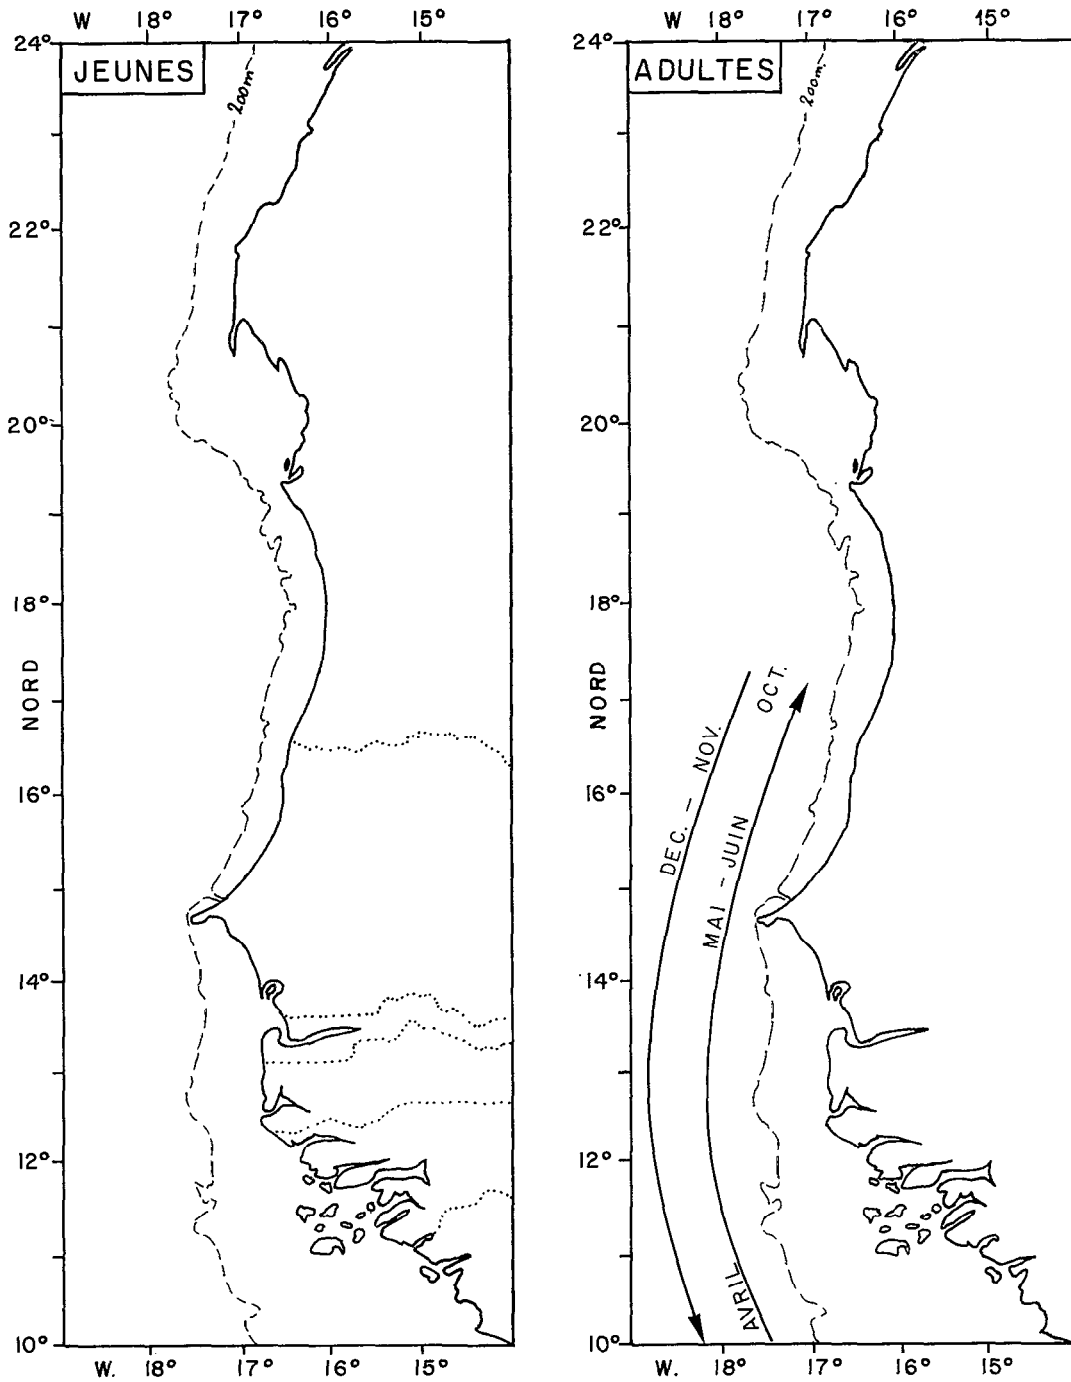 W 18° 17° 16° 15°
24°
JEUNES
200m
22°
20°
18°
NORD
16°
14°
12°
10°
W. 18° 17° 16° 15°
W 18° 17° 16° 15°
24°
ADULTES
200m.
22°
20°
18°
NORD
OCT.
DEC. - NOV.
16°
MAI - JUIN
14°
12°
AVRIL
10°
W. 18° 17° 16° 15°